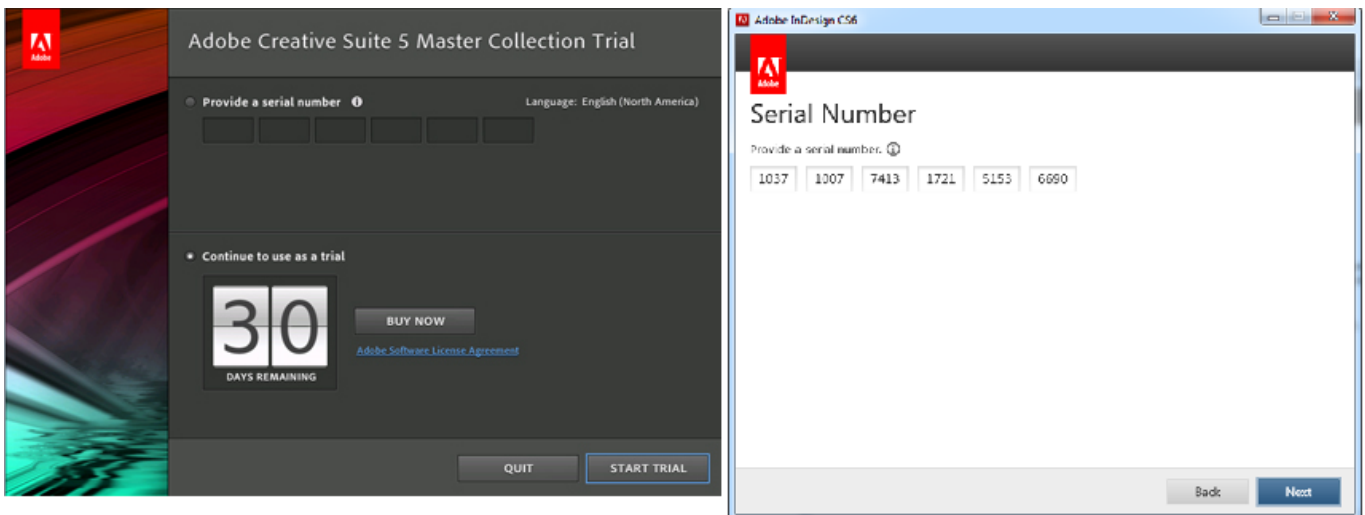 Adobe
Adobe Creative Suite 5 Master Collection Trial
Provide a serial number
Language: English (North America)
Continue to use as a trial
30
DAYS REMAINING
BUY NOW
Adobe Software License Agreement
QUIT
START TRIAL
Adobe InDesign CS6
Adobe
Serial Number
Provide a serial number.
1037 1007 7413 1721 5153 6690
Back
Next